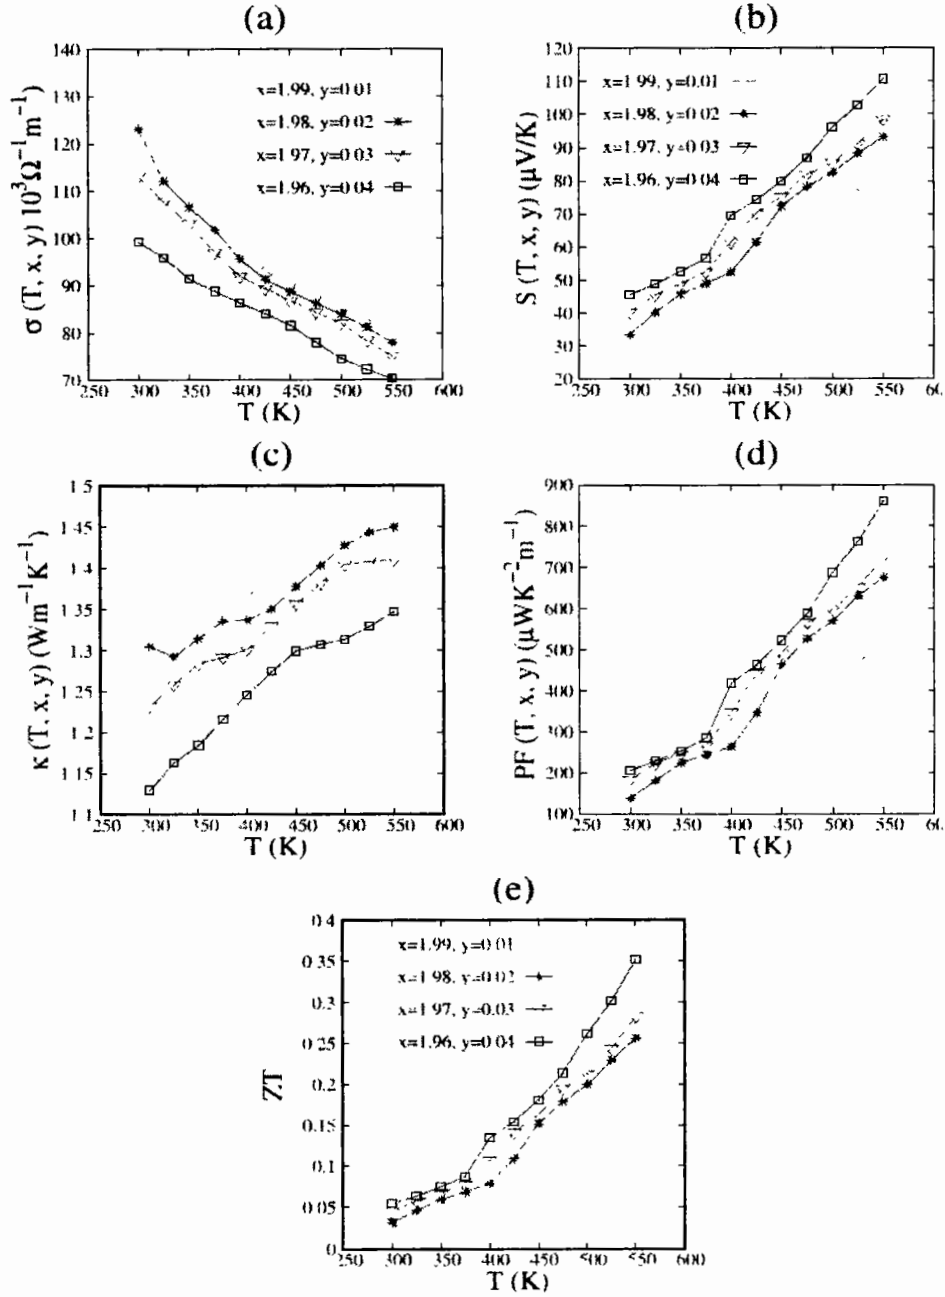 (a)
140
130
120
110
100
90
80
70
250 300 350 400 450 500 550 600
σ (T, x, y) 10³Ω⁻¹m⁻¹)
T (K)
x=1.99, y=0.01
x=1.98, y=0.02
x=1.97, y=0.03
x=1.96, y=0.04
(b)
120
110
100
90
80
70
60
50
40
30
20
250 300 350 400 450 500 550
S (T, x, y) (μV/K)
T (K)
x=1.99, y=0.01
x=1.98, y=0.02
x=1.97, y=0.03
x=1.96, y=0.04
(c)
1.5
1.45
1.4
1.35
1.3
1.25
1.2
1.15
1.1
250 300 350 400 450 500 550 600
κ (T, x, y) (Wm⁻¹K⁻¹)
T (K)
(d)
900
800
700
600
500
400
300
200
100
250 300 350 400 450 500 550
PF (T, x, y) (μWK⁻²m⁻¹)
T (K)
(e)
0.4
0.35
0.3
0.25
0.2
0.15
0.1
0.05
0
250 300 350 400 450 500 550 600
ZT
T (K)
x=1.99, y=0.01
x=1.98, y=0.02
x=1.97, y=0.03
x=1.96, y=0.04